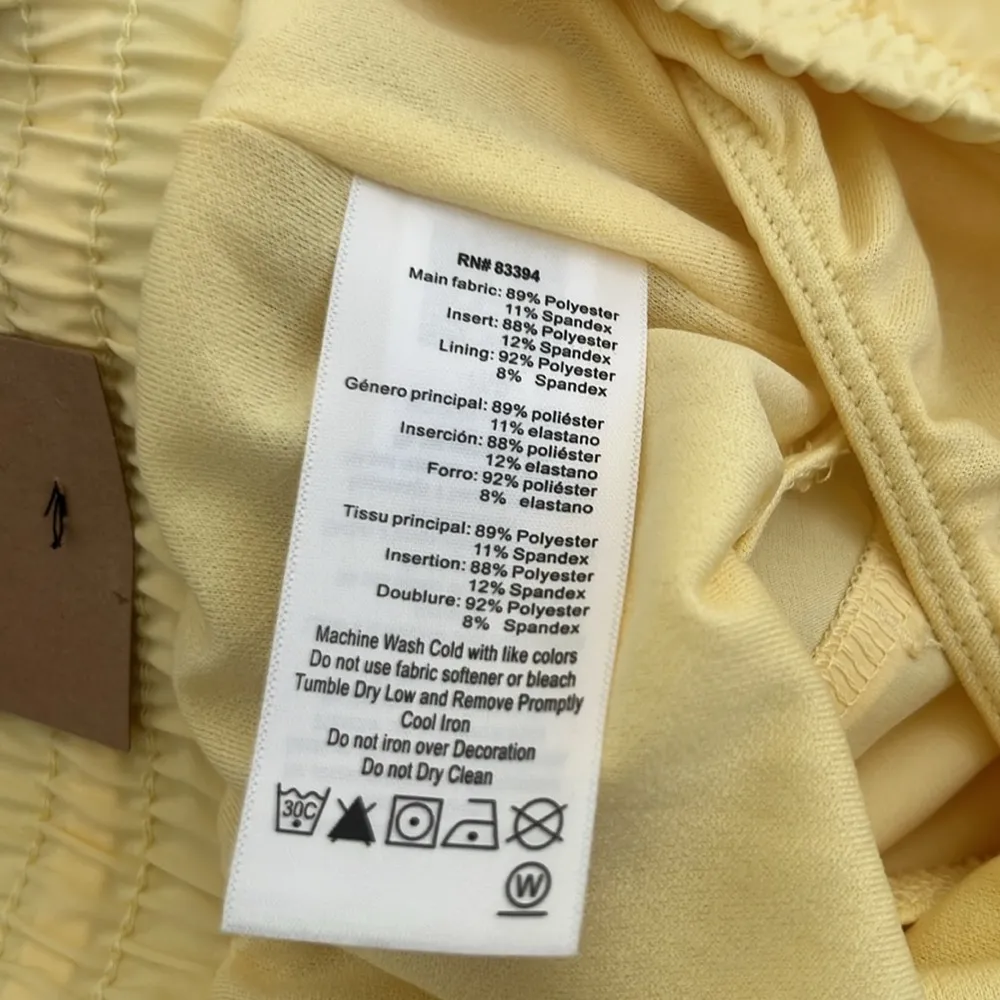 RN# 83394
Main fabric: 89% Polyester
11% Spandex
Insert: 88% Polyester
12% Spandex
Lining: 92% Polyester
8% Spandex
Género principal: 89% poliéster
11% elastano
Inserción: 88% poliéster
12% elastano
Forro: 92% poliéster
8% elastano
Tissu principal: 89% Polyester
11% Spandex
Insertion: 88% Polyester
12% Spandex
Doublure: 92% Polyester
8% Spandex
Machine Wash Cold with like colors
Do not use fabric softener or bleach
Tumble Dry Low and Remove Promptly
Cool Iron
Do not iron over Decoration
Do not Dry Clean
30C
W